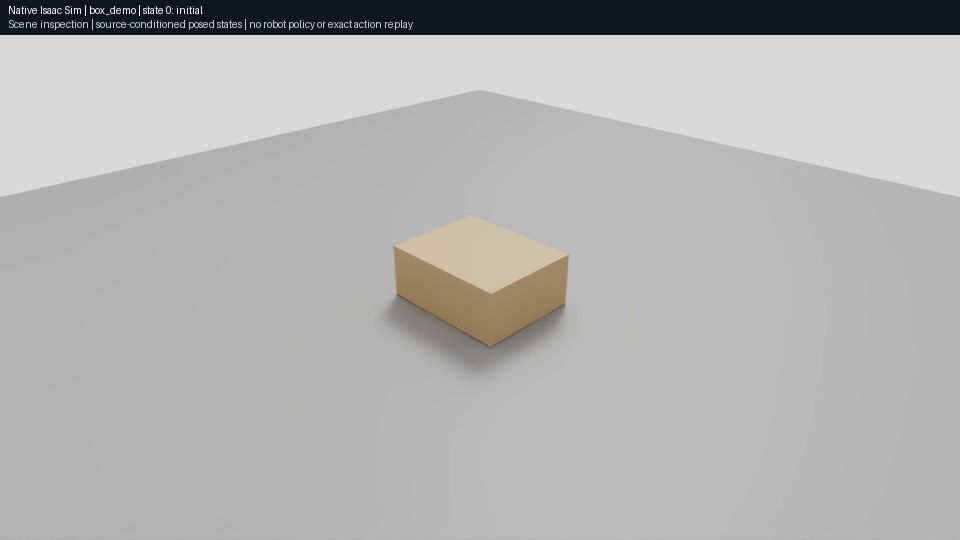 Native Isaac Sim | box_demo | state 0: initial
Scene inspection | source-conditioned posed states | no robot policy or exact action replay